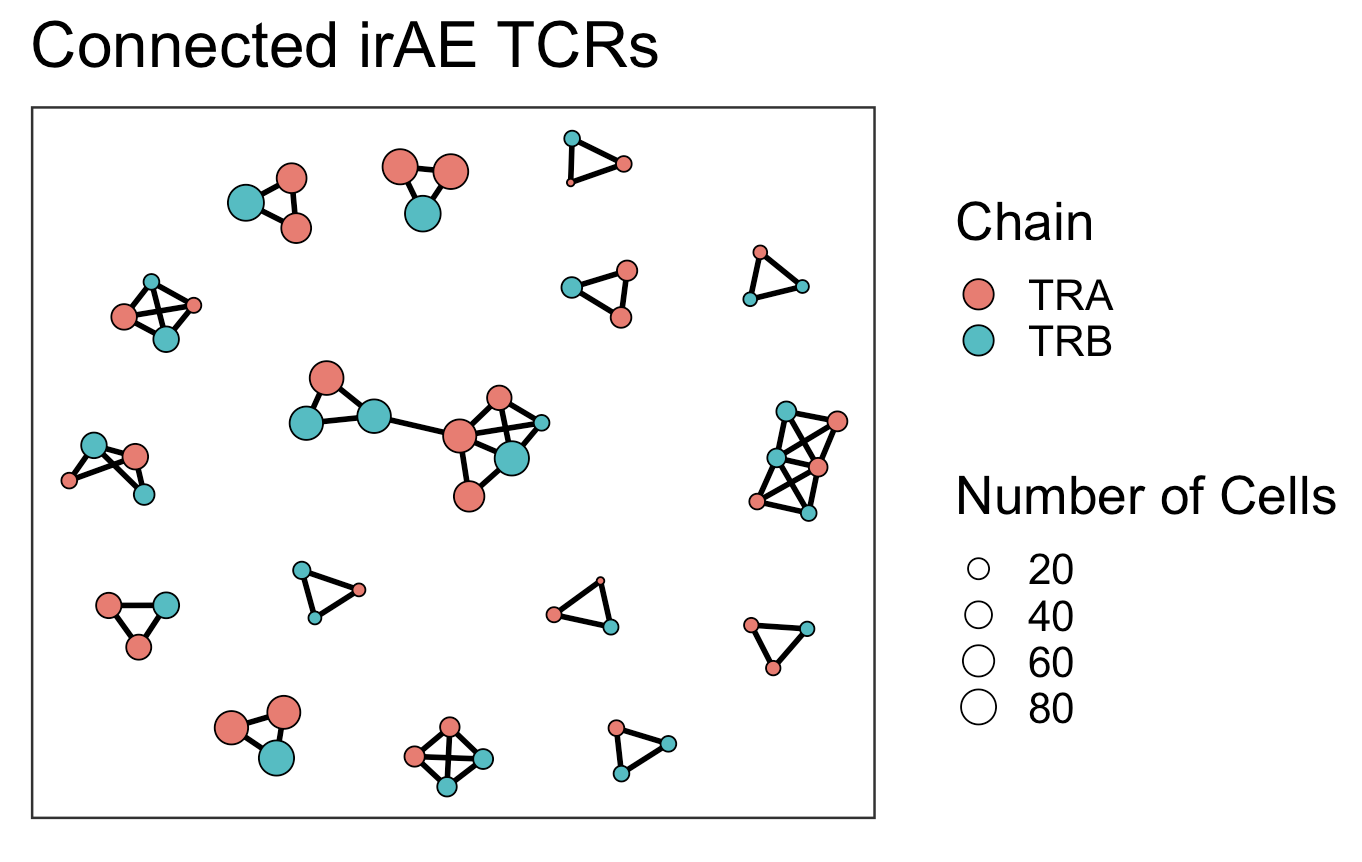 Connected irAE TCRs
Chain
TRA
TRB
Number of Cells
20
40
60
80